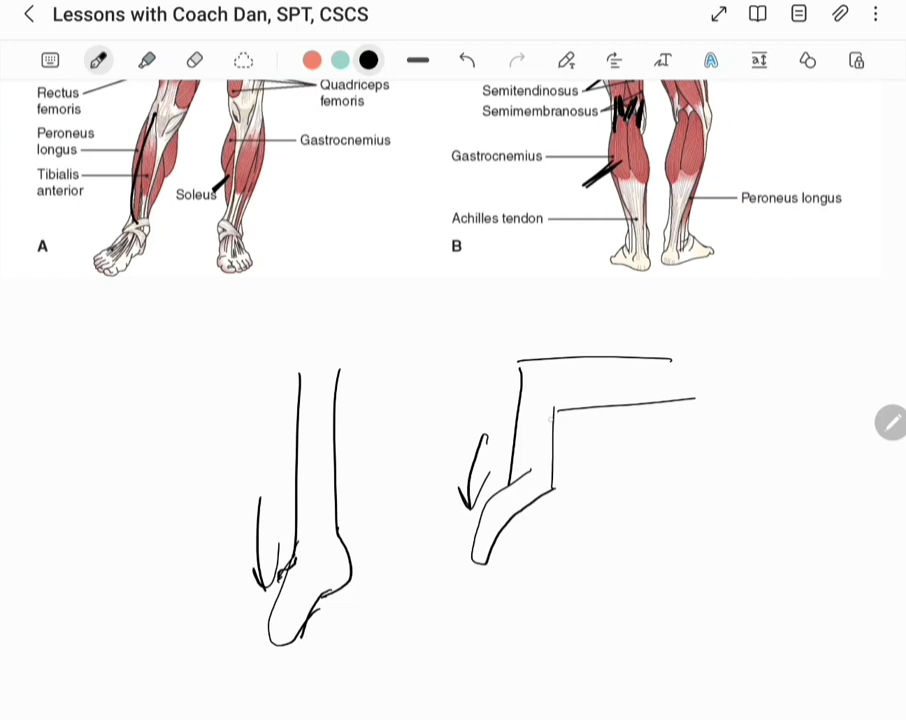 Lessons with Coach Dan, SPT, CSCS
Rectus
femoris
Peroneus
longus
Tibialis
anterior
Quadriceps
femoris
Gastrocnemius
Soleus
A
Semitendinosus
Semimembranosus
Gastrocnemius
Achilles tendon
Peroneus longus
B